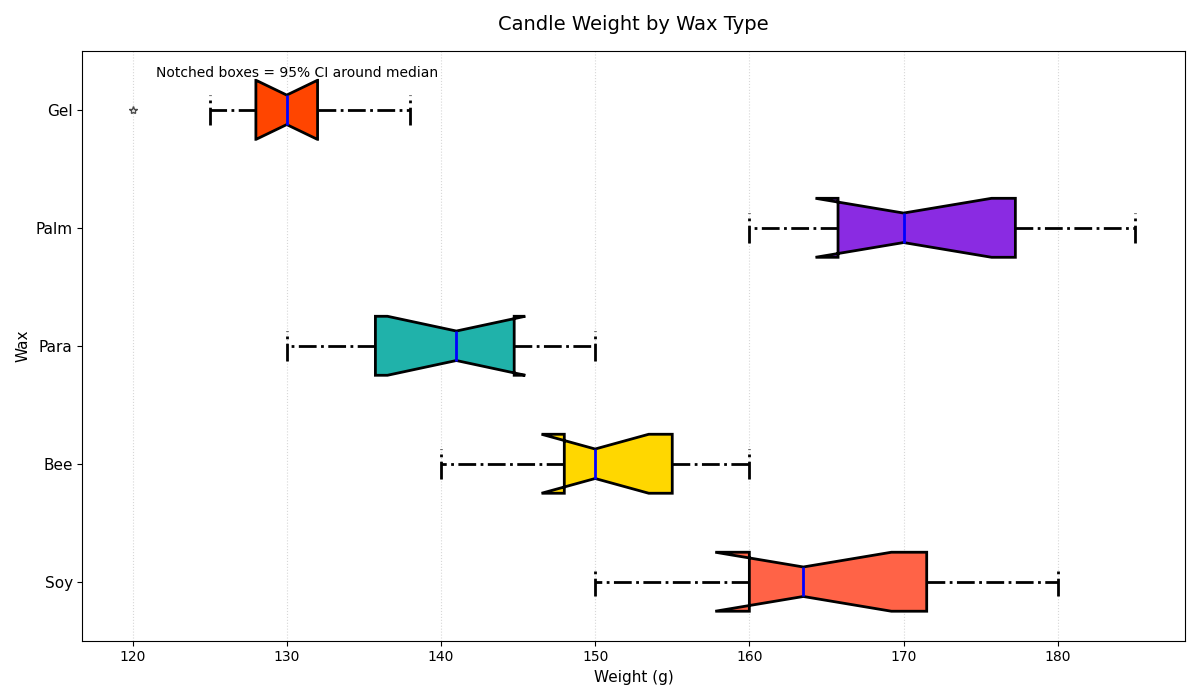 Candle Weight by Wax Type
Notched boxes = 95% CI around median
Gel
Palm
Para
Bee
Soy
Wax
120 130 140 150 160 170 180
Weight (g)